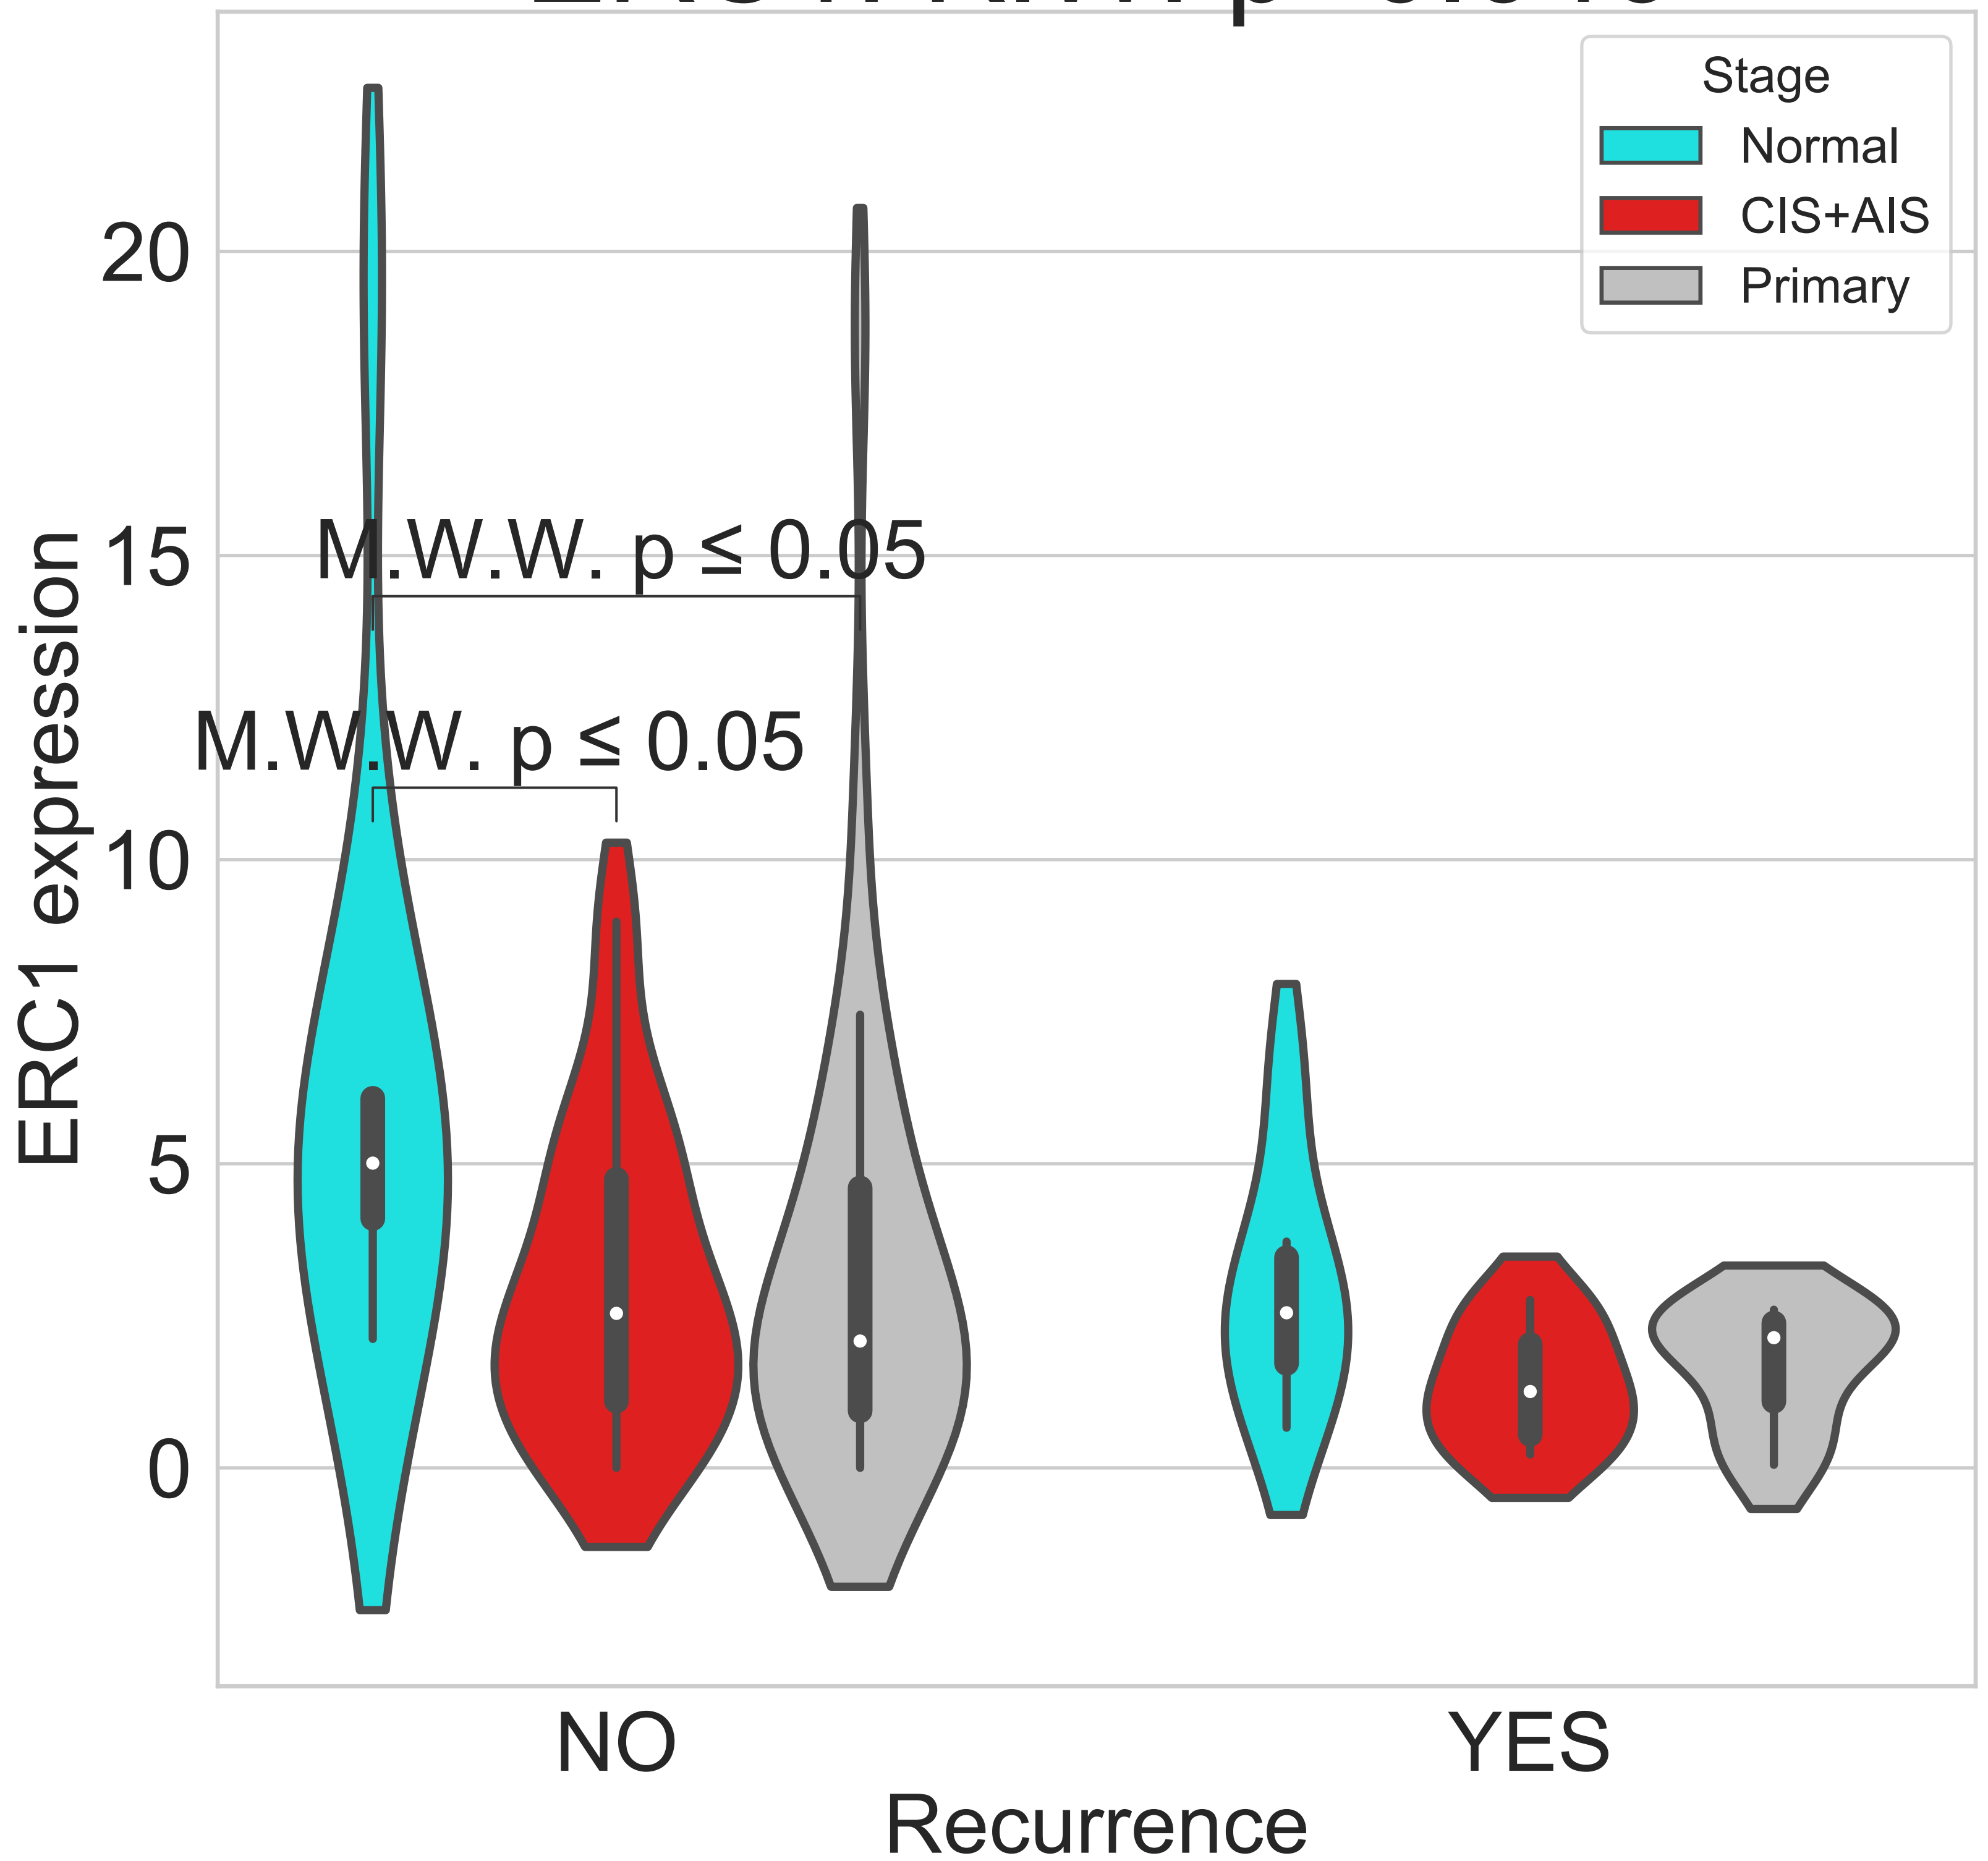 Stage
Normal
CIS+AIS
Primary
20
15
10
5
0
ERC1 expression
M.W.W. p ≤ 0.05
M.W.W. p ≤ 0.05
NO
YES
Recurrence